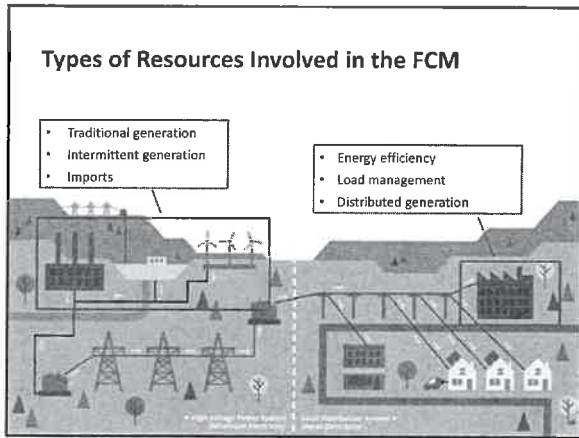 Types of Resources Involved in the FCM
• Traditional generation
• Intermittent generation
• Imports
• Energy efficiency
• Load management
• Distributed generation